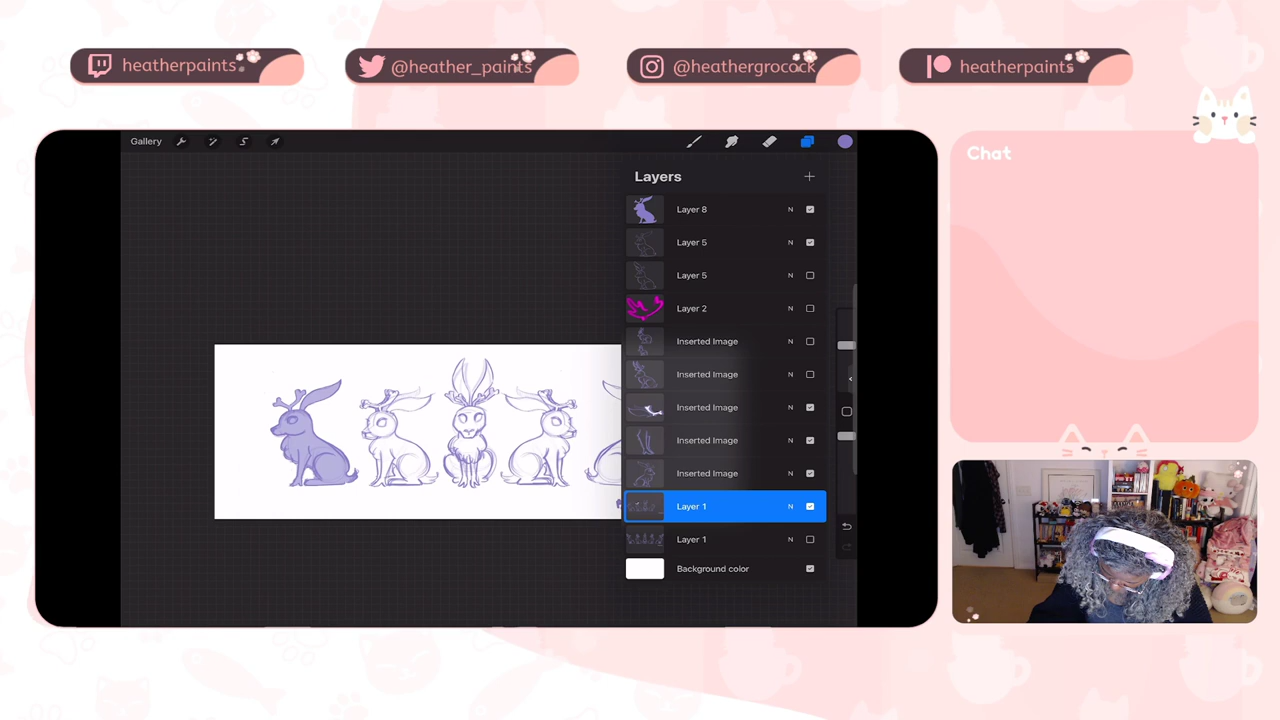 heatherpaints
@heather_paints
@heathergrocock
heatherpaints
Gallery
Layers
Layer 8 N
Layer 5 N
Layer 5 N
Layer 2 N
Inserted Image N
Inserted Image N
Inserted Image N
Inserted Image N
Inserted Image N
Layer 1 N
Layer 1 N
Background color
Chat